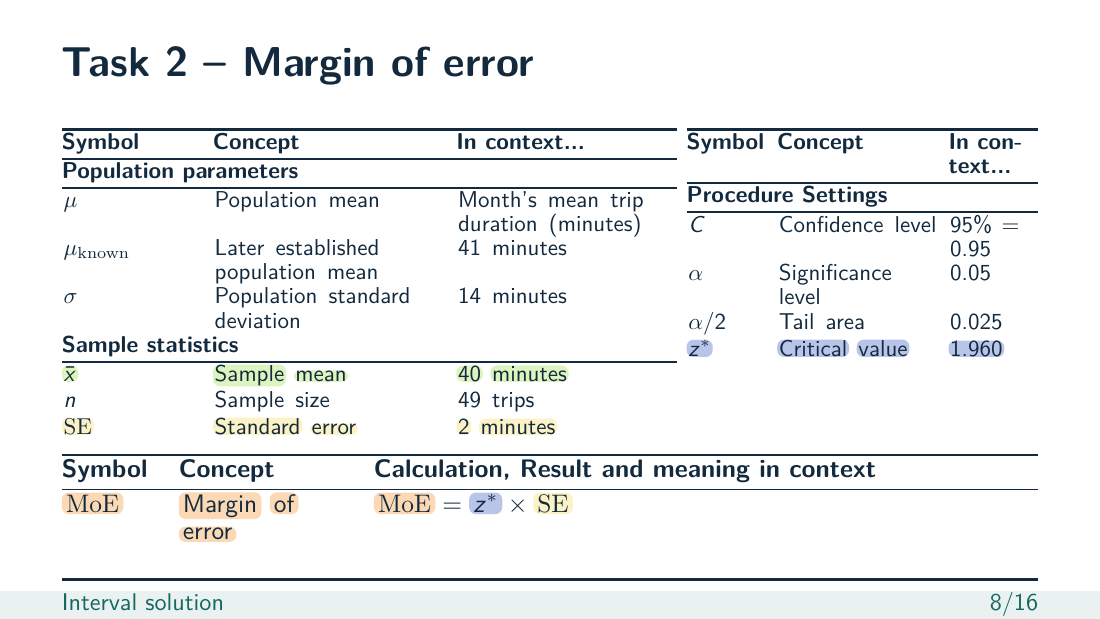 Task 2 – Margin of error
Symbol Concept In context...
Population parameters
μ Population mean Month's mean trip
duration (minutes)
μknown Later established 41 minutes
population mean
σ Population standard 14 minutes
deviation
Sample statistics
x̄ Sample mean 40 minutes
n Sample size 49 trips
SE Standard error 2 minutes
Symbol Concept In con-
text...
Procedure Settings
C Confidence level 95% =
0.95
α Significance 0.05
level
α/2 Tail area 0.025
z* Critical value 1.960
Symbol Concept Calculation, Result and meaning in context
MoE Margin of MoE = z* × SE
error
Interval solution 8/16